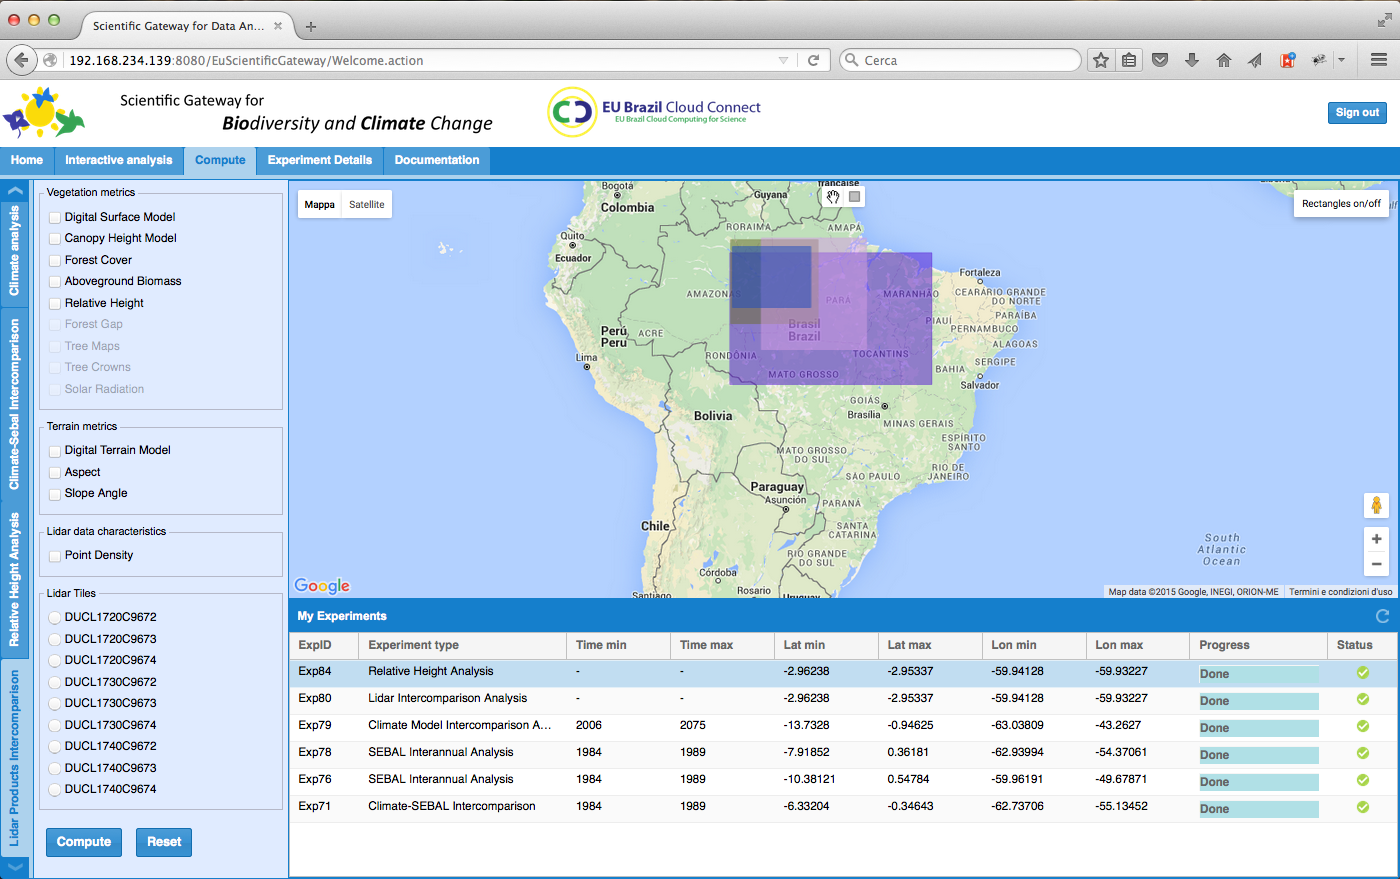 Scientific Gateway for Data An...
192.168.234.139:8080/EuScientificGateway/Welcome.action
Cerca
Scientific Gateway for
Biodiversity and Climate Change
EU Brazil Cloud Connect
EU Brazil Cloud Computing for Science
Sign out
Home
Interactive analysis
Compute
Experiment Details
Documentation
Climate analysis
Climate-Sebal Intercomparison
Relative Height Analysis
Lidar Products Intercomparison
Vegetation metrics
Digital Surface Model
Canopy Height Model
Forest Cover
Aboveground Biomass
Relative Height
Forest Gap
Tree Maps
Tree Crowns
Solar Radiation
Terrain metrics
Digital Terrain Model
Aspect
Slope Angle
Lidar data characteristics
Point Density
Lidar Tiles
DUCL1720C9672
DUCL1720C9673
DUCL1720C9674
DUCL1730C9672
DUCL1730C9673
DUCL1730C9674
DUCL1740C9672
DUCL1740C9673
DUCL1740C9674
Compute
Reset
Mappa
Satellite
Rectangles on/off
Bogotá
Colombia
Guyana
française
RORAIMA
AMAPÁ
Quito
Ecuador
AMAZONAS
PARÁ
MARANHÃO
Fortaleza
CEARÁ
RIO GRANDE
DO NORTE
PARAÍBA
PIAUÍ
PERNAMBUCO
ALAGOAS
SERGIPE
Perú
Peru
ACRE
Brasil
Brazil
Lima
RONDÔNIA
TOCANTINS
MATO GROSSO
BAHIA
Salvador
GOIÁS
Brasília
Bolivia
MINAS GERAIS
MATO GROSSO
DO SUL
ESPÍRITO
SANTO
SÃO PAULO
RIO DE
JANEIRO
Paraguay
Asunción
PARANÁ
Chile
SANTA
CATARINA
RIO GRANDE
DO SUL
South
Atlantic
Ocean
Córdoba
Rosario
Santiago
Uruguay
Google
Map data ©2015 Google, INEGI, ORION-ME
Termini e condizioni d'uso
My Experiments
ExpID Experiment type Time min Time max Lat min Lat max Lon min Lon max Progress Status
Exp84 Relative Height Analysis - - -2.96238 -2.95337 -59.94128 -59.93227 Done
Exp80 Lidar Intercomparison Analysis - - -2.96238 -2.95337 -59.94128 -59.93227 Done
Exp79 Climate Model Intercomparison A... 2006 2075 -13.7328 -0.94625 -63.03809 -43.2627 Done
Exp78 SEBAL Interannual Analysis 1984 1989 -7.91852 0.36181 -62.93994 -54.37061 Done
Exp76 SEBAL Interannual Analysis 1984 1989 -10.38121 0.54784 -59.96191 -49.67871 Done
Exp71 Climate-SEBAL Intercomparison 1984 1989 -6.33204 -0.34643 -62.73706 -55.13452 Done